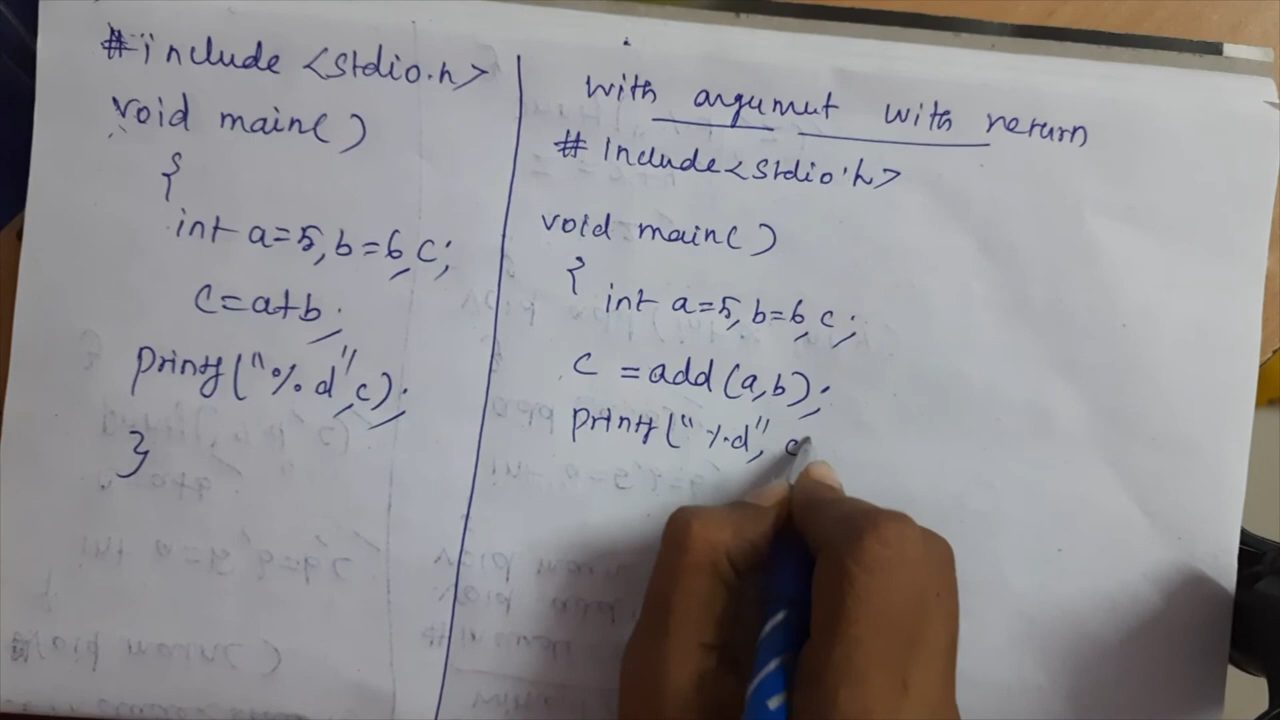 #include <stdio.h>
void main()
{
int a=5, b=6, c;
c=a+b;
printf("%d", c);
}
with argumut with return
# Include<stdio.h>
void main()
{
int a=5, b=6, c;
c = add(a,b);
printf("%d", c